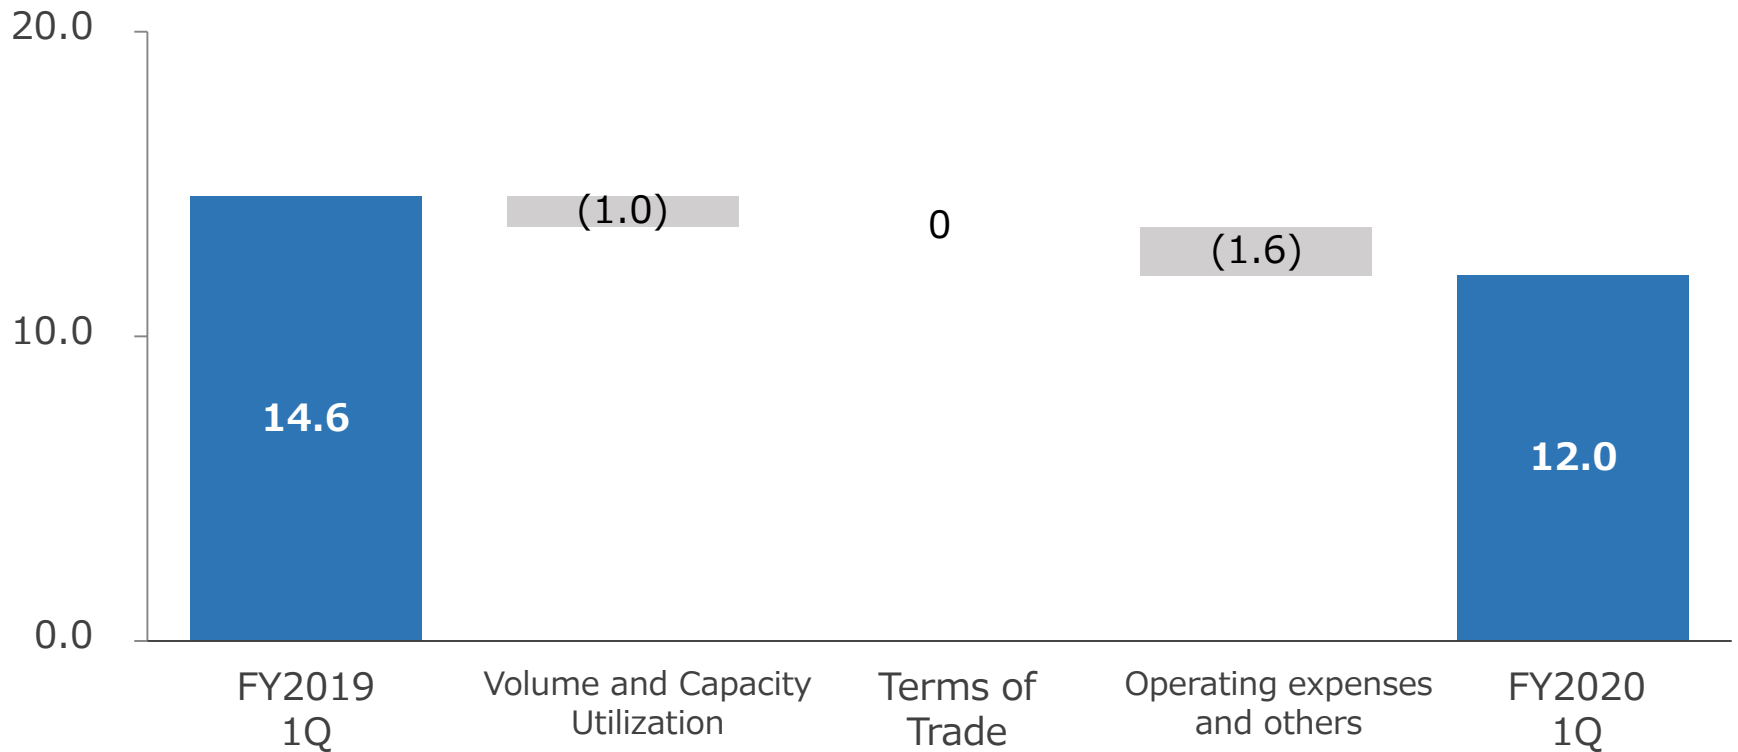 20.0
10.0
0.0
14.6
(1.0)
0
(1.6)
12.0
FY2019
1Q
Volume and Capacity
Utilization
Terms of
Trade
Operating expenses
and others
FY2020
1Q